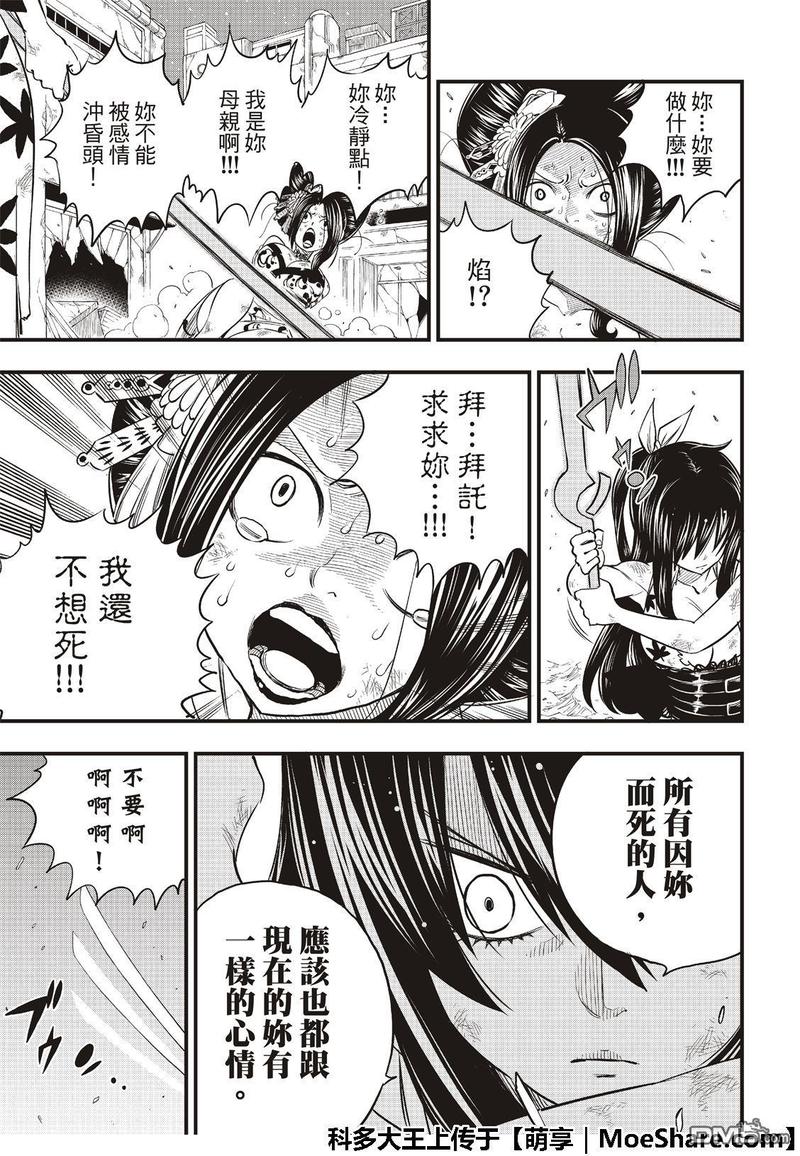 妳…妳要
做什麼!!!
焰!?
妳…
妳冷靜點！
我是妳
母親啊!!!
妳不能
被感情
沖昏頭！
拜…拜託！
求求妳…!!!
我還
不想死!!!
所有因妳
而死的人，
應該也都跟
現在的妳有
一樣的心情。
不要啊
啊啊啊！
科多大王上传于【萌享｜MoeShare.com】